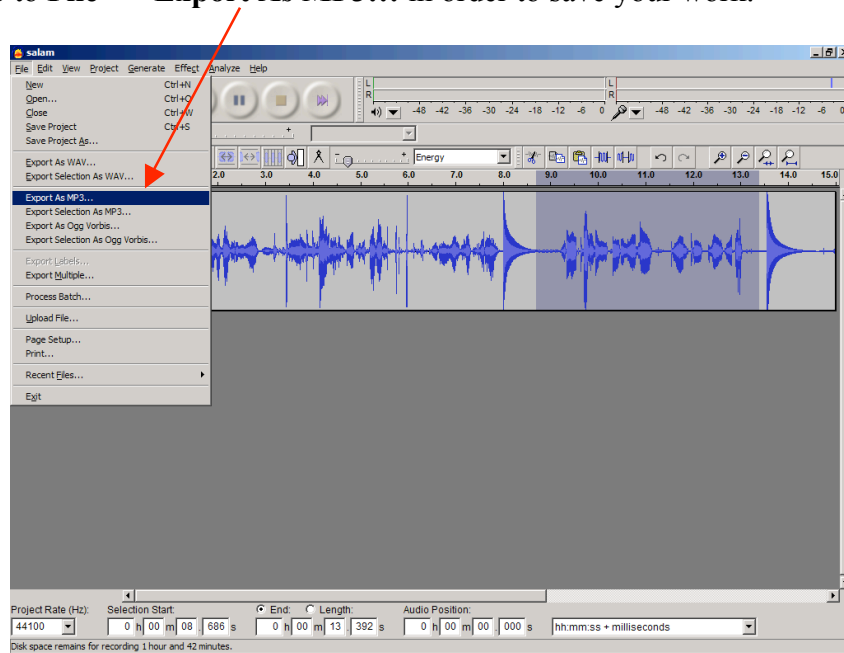 to File Export As MP3... in order to save your work.
salam
File Edit View Project Generate Effect Analyze Help
New Ctrl+N
Open... Ctrl+O
Close Ctrl+W
Save Project Ctrl+S
Save Project As...
Export As WAV...
Export Selection As WAV...
Export As MP3...
Export Selection As MP3...
Export As Ogg Vorbis...
Export Selection As Ogg Vorbis...
Export Labels...
Export Multiple...
Process Batch...
Upload File...
Page Setup...
Print...
Recent Files...
Exit
L
R
-48 -42 -36 -30 -24 -18 -12 -6 0
L
R
-48 -42 -36 -30 -24 -18 -12 -6 0
- +
- + Energy
2.0 3.0 4.0 5.0 6.0 7.0 8.0 9.0 10.0 11.0 12.0 13.0 14.0 15.0
Project Rate (Hz): Selection Start: End: Length: Audio Position:
44100 0 h 00 m 08 . 686 s 0 h 00 m 13 . 392 s 0 h 00 m 00 . 000 s hh:mm:ss + milliseconds
Disk space remains for recording 1 hour and 42 minutes.